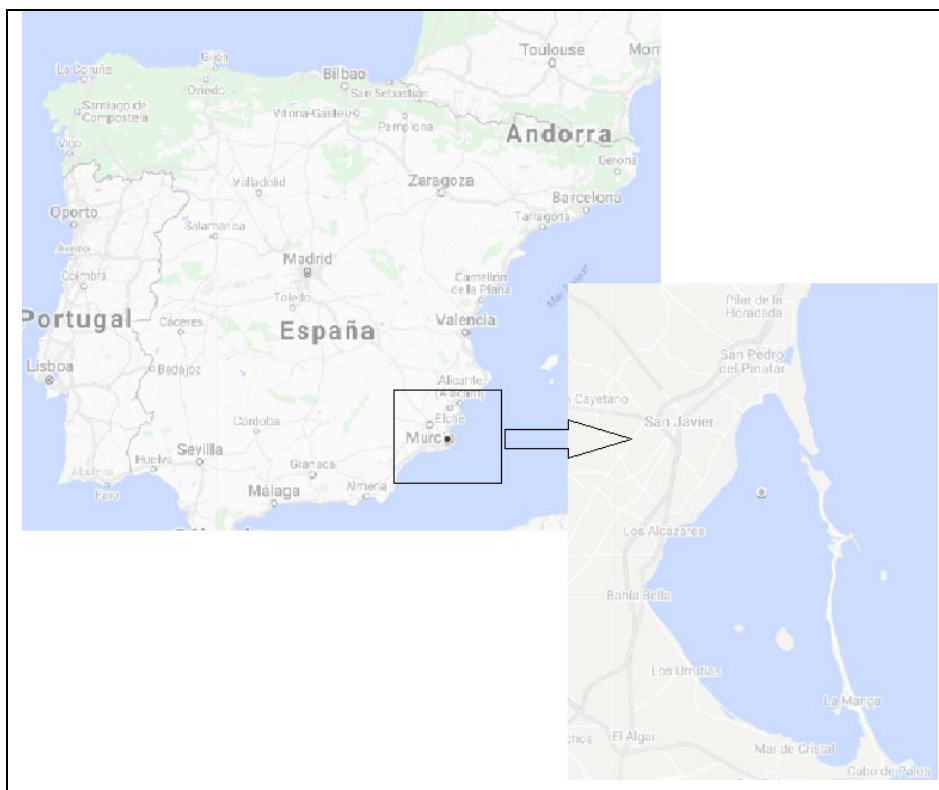 Toulouse
Gijón
La Coruña
Bilbao
San Sebastián
Oviedo
Santiago de
Compostela
Vitoria-Gasteiz
Pamplona
Andorra
Vigo
Gerona
Valladolid
Zaragoza
Barcelona
Oporto
Tarragona
Salamanca
Aveiro
Madrid
Coimbra
Castellón
de la Plana
Toledo
Portugal
Cáceres
España
Valencia
Lisboa
Badajoz
Alicante
Elche
Córdoba
Murci
Sevilla
Huelva
Granada
Albufeira
Faro
Málaga
Almería
Pilar de la
Horadada
San Pedro
del Pinatar
n Cayetano
San Javier
Los Alcázares
Bahía Bella
Los Urrutias
La Manga
El Algar
Mar de Cristal
Cabo de Palos